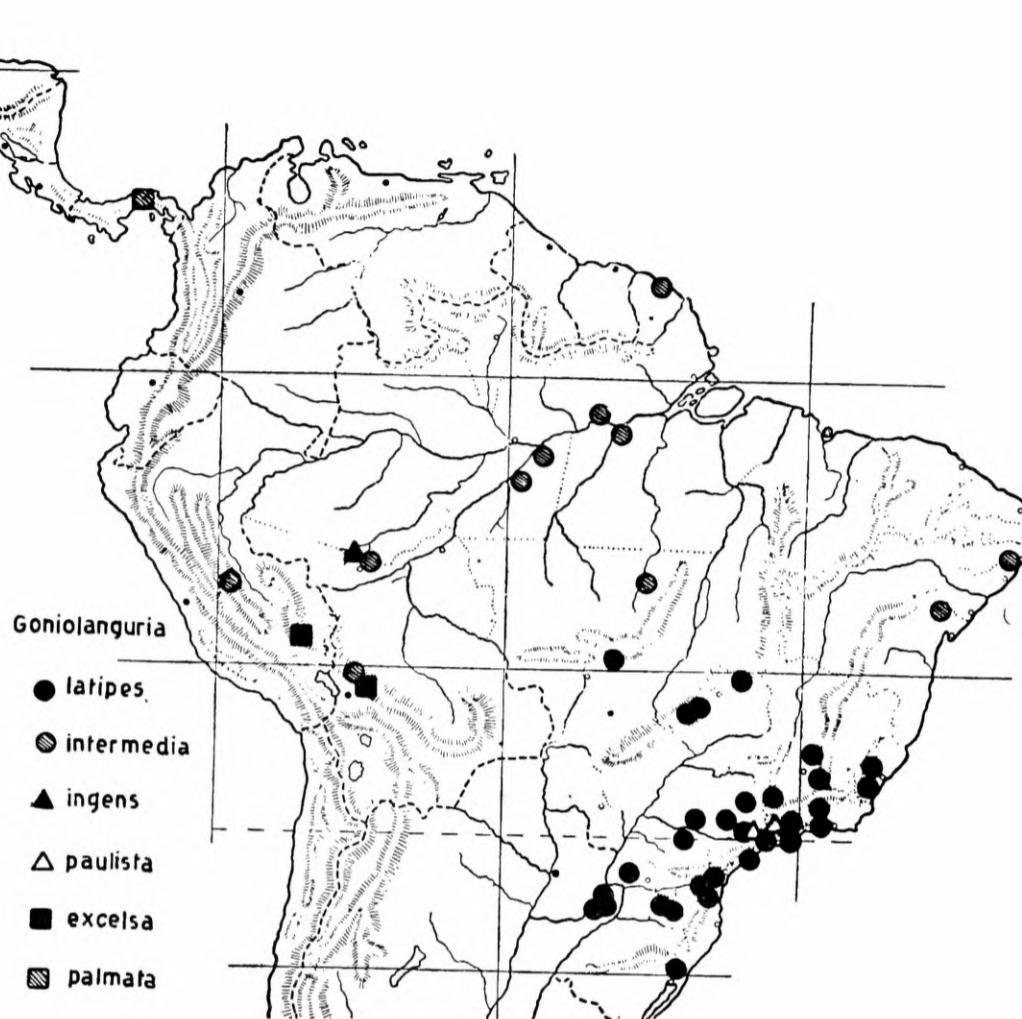 Goniolanguria
latipes
intermedia
ingens
paulista
excelsa
palmata